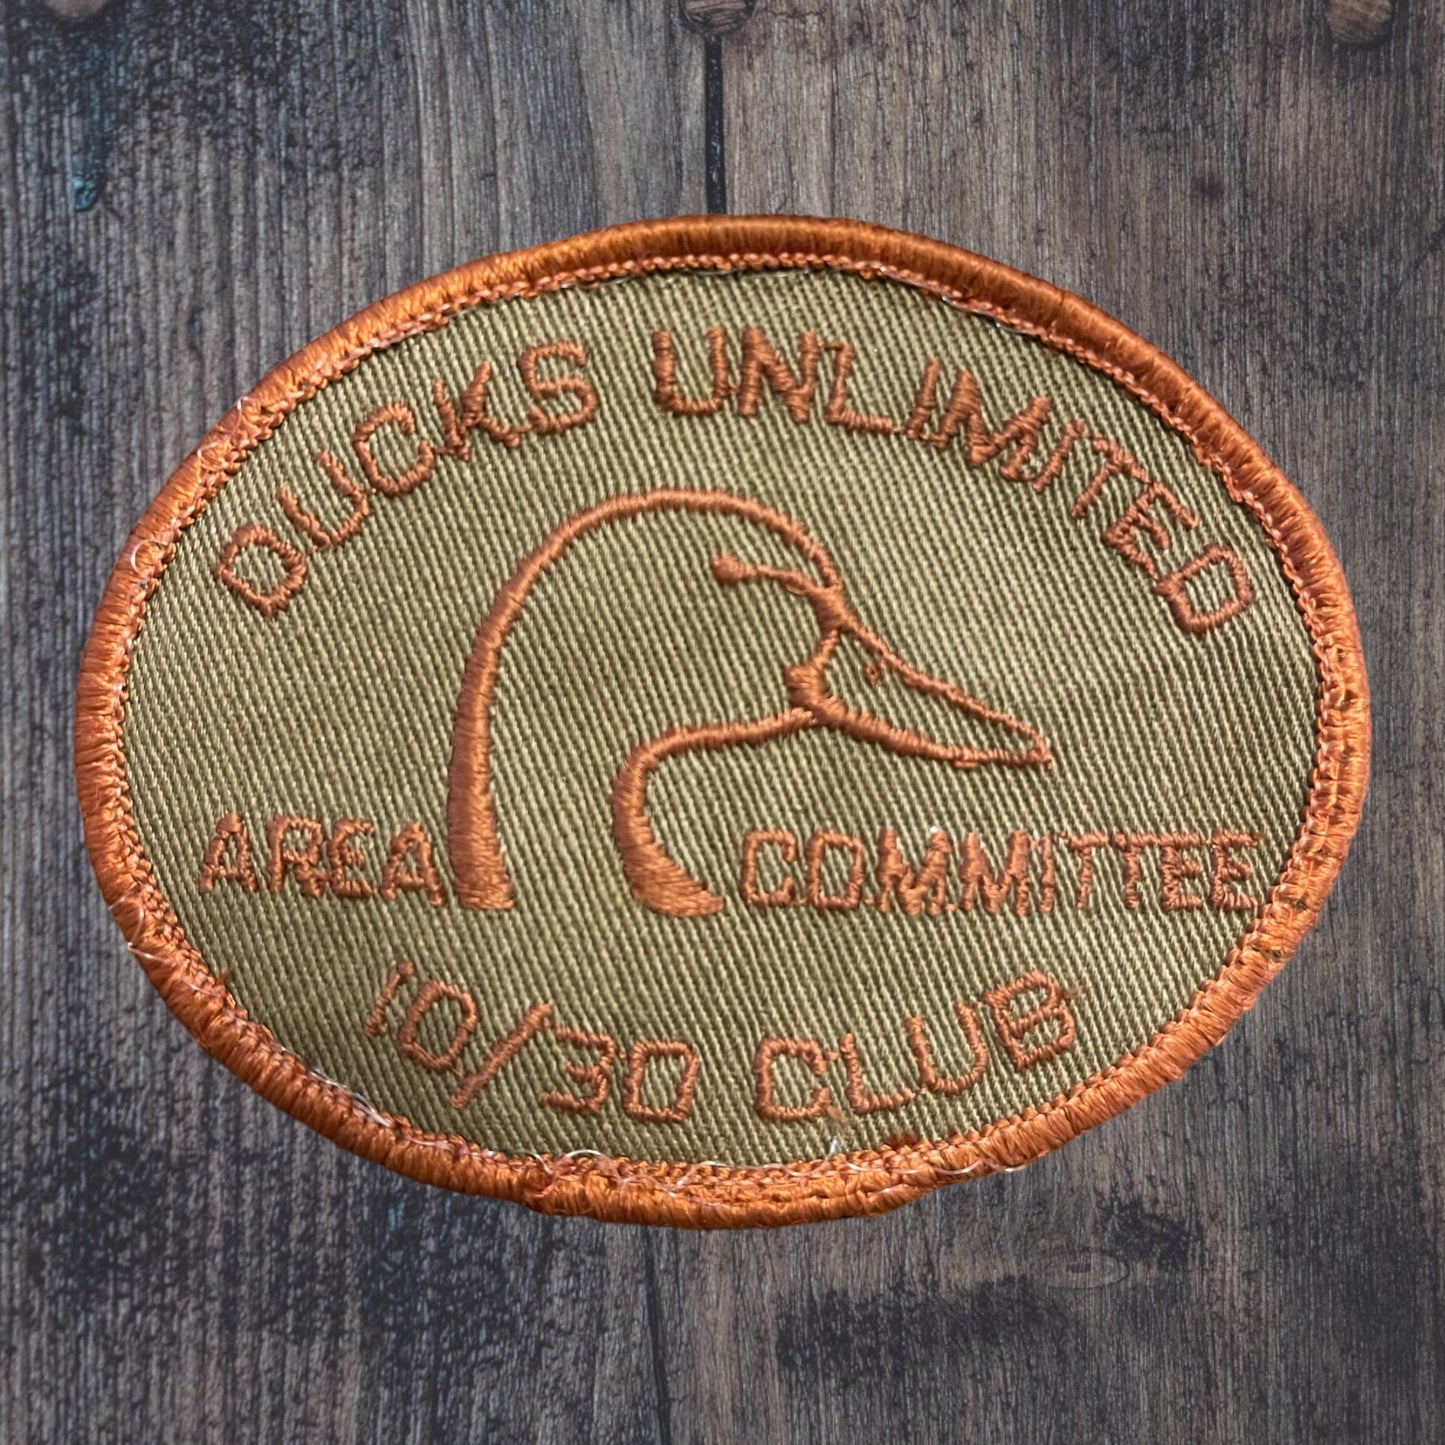 DUCKS UNLIMITED
AREA COMMITTEE
10/30 CLUB